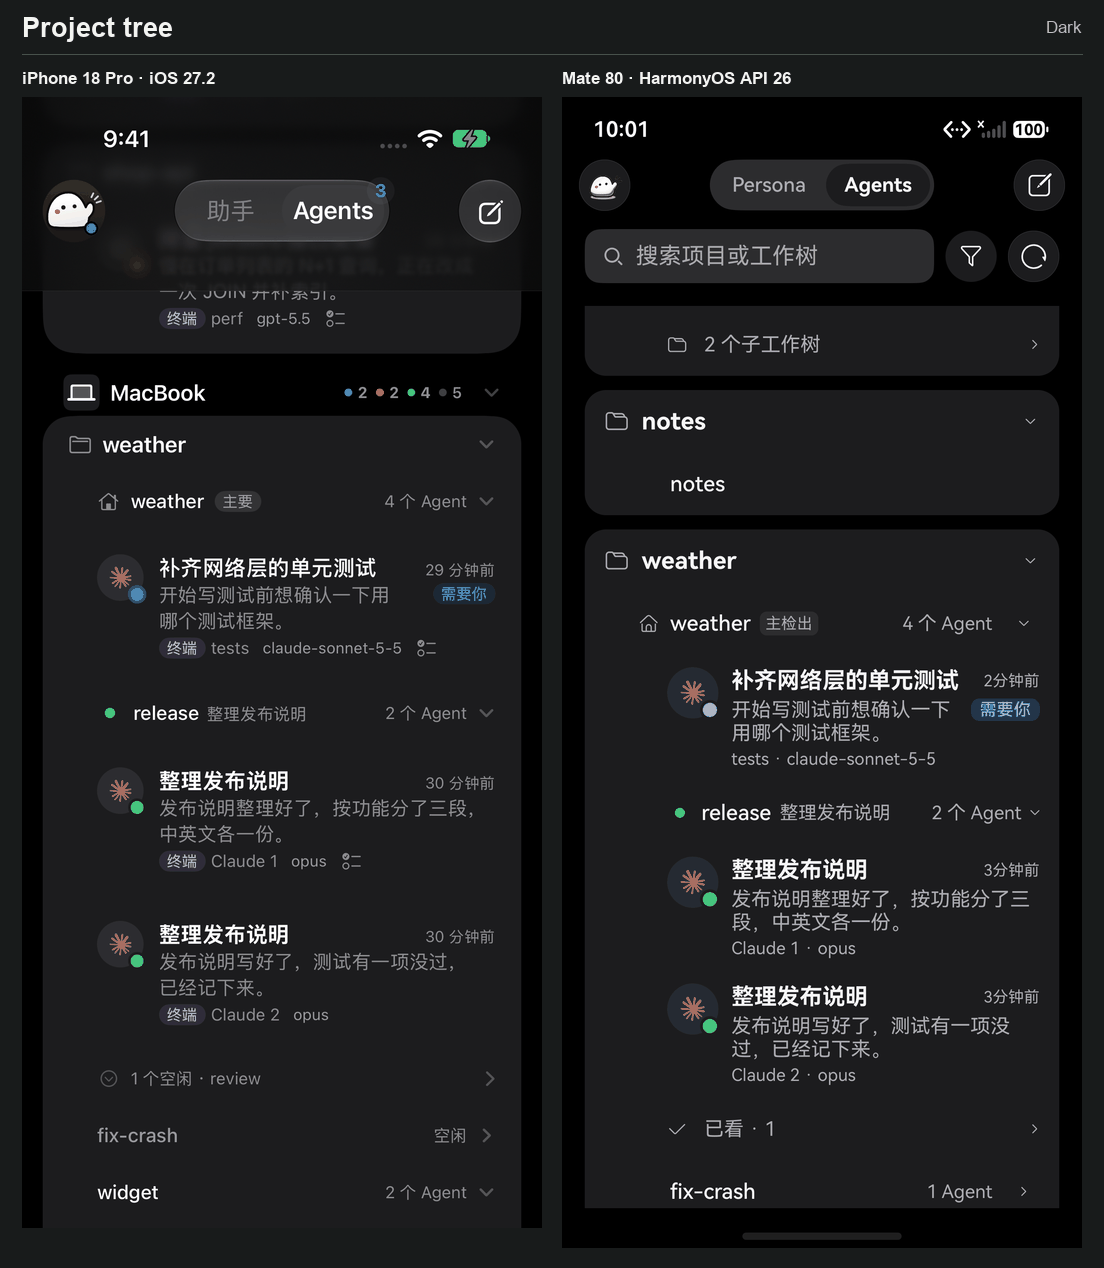 Project tree
Dark
iPhone 18 Pro · iOS 27.2
9:41
助手
Agents
3
一次 JOIN 并补索引。
终端 perf gpt-5.5
MacBook
2 2 4 5
weather
weather 主要 4 个 Agent
补齐网络层的单元测试 29 分钟前
开始写测试前想确认一下用 需要你
哪个测试框架。
终端 tests claude-sonnet-5-5
release 整理发布说明 2 个 Agent
整理发布说明 30 分钟前
发布说明整理好了，按功能分了三段，
中英文各一份。
终端 Claude 1 opus
整理发布说明 30 分钟前
发布说明写好了，测试有一项没过，
已经记下来。
终端 Claude 2 opus
1 个空闲 · review
fix-crash 空闲
widget 2 个 Agent
Mate 80 · HarmonyOS API 26
10:01
100
Persona Agents
搜索项目或工作树
2 个子工作树
notes
notes
weather
weather 主检出 4 个 Agent
补齐网络层的单元测试 2分钟前
开始写测试前想确认一下 需要你
用哪个测试框架。
tests · claude-sonnet-5-5
release 整理发布说明 2 个 Agent
整理发布说明 3分钟前
发布说明整理好了，按功能分了三
段，中英文各一份。
Claude 1 · opus
整理发布说明 3分钟前
发布说明写好了，测试有一项没
过，已经记下来。
Claude 2 · opus
已看 · 1
fix-crash 1 Agent